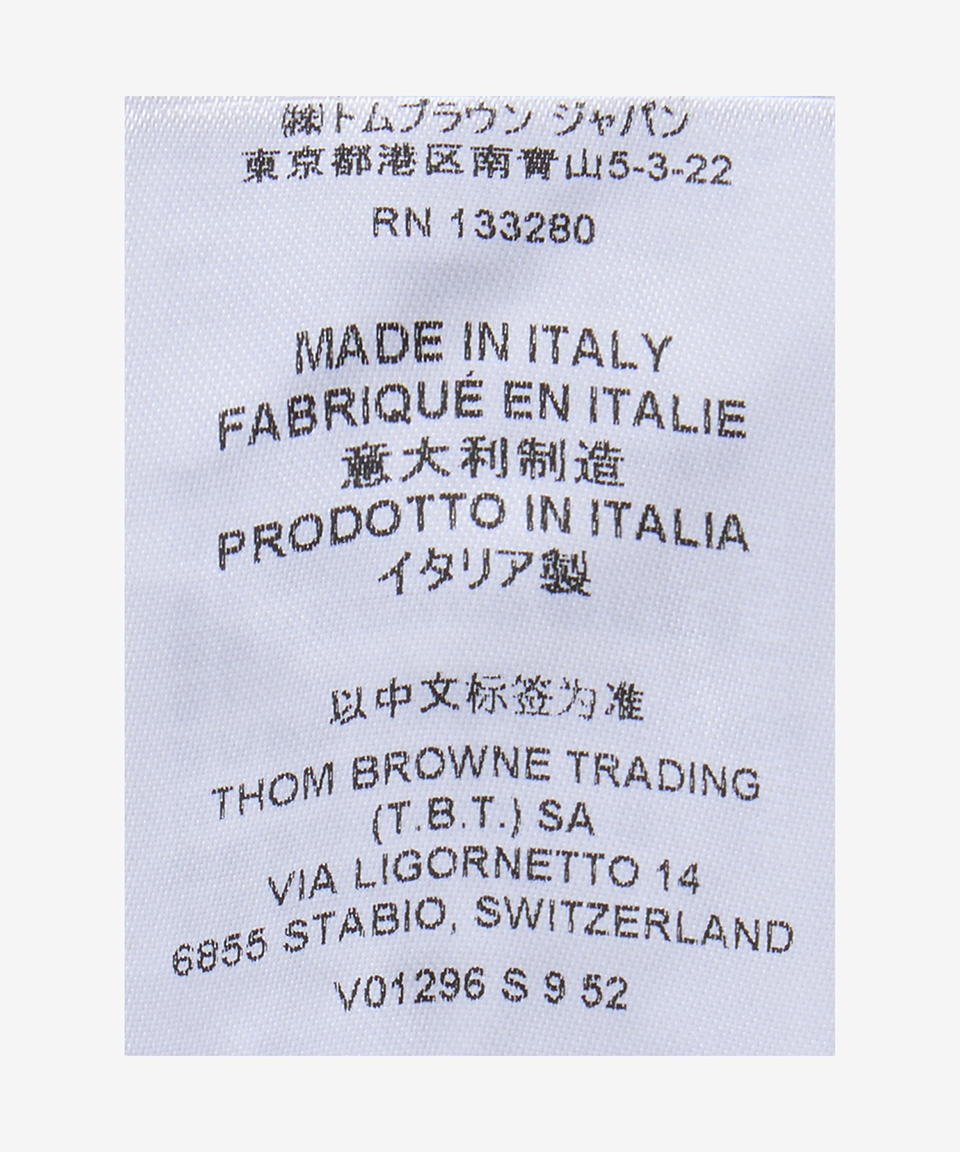 ㈱トムブラウン ジャパン
東京都港区南青山5-3-22
RN 133280
MADE IN ITALY
FABRIQUÉ EN ITALIE
意大利制造
PRODOTTO IN ITALIA
イタリア製
以中文标签为准
THOM BROWNE TRADING
(T.B.T.) SA
VIA LIGORNETTO 14
6855 STABIO, SWITZERLAND
V01296 S 9 52